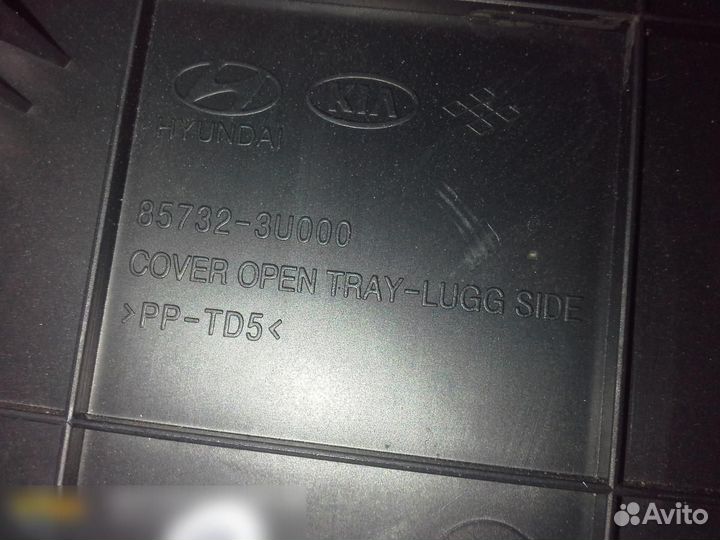 HYUNDAI KIA
85732-3U000
COVER OPEN TRAY-LUGG SIDE
>PP-TD5<
Avito